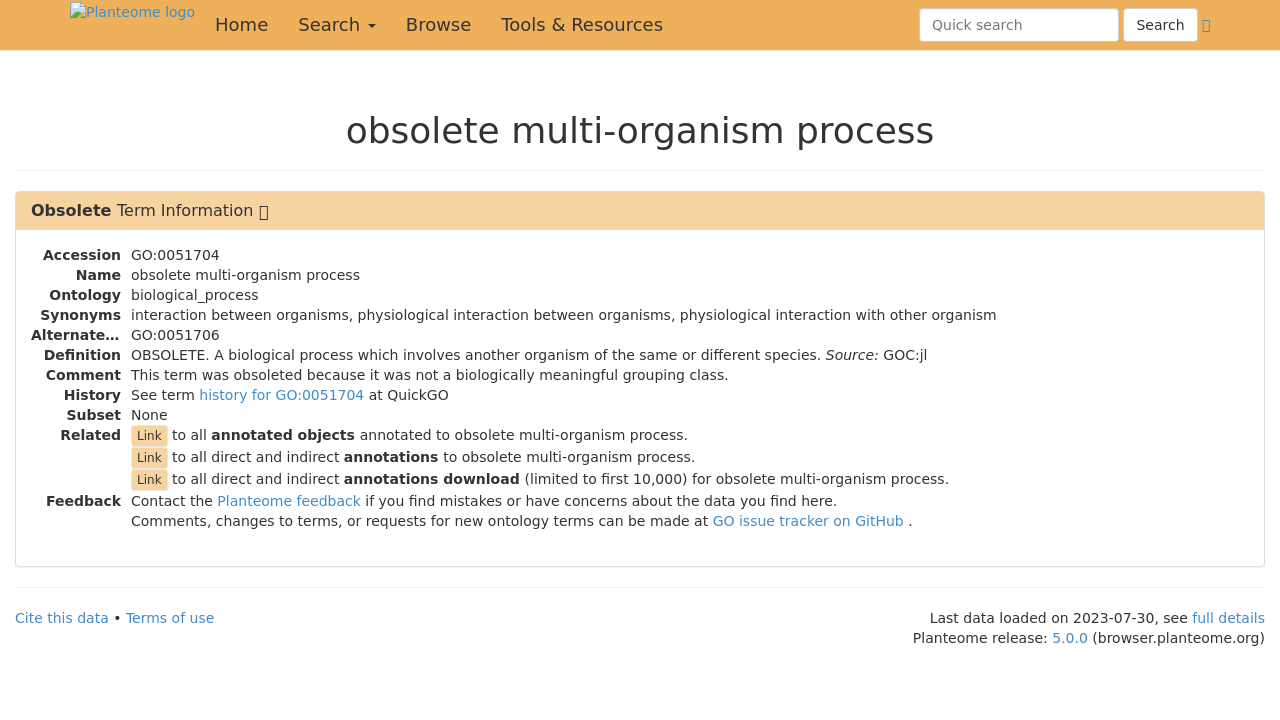 Planteome logo
Home
Search
Browse
Tools & Resources
Quick search
Search
obsolete multi-organism process
Obsolete Term Information
Accession GO:0051704
Name obsolete multi-organism process
Ontology biological_process
Synonyms interaction between organisms, physiological interaction between organisms, physiological interaction with other organism
Alternate... GO:0051706
Definition OBSOLETE. A biological process which involves another organism of the same or different species. Source: GOC:jl
Comment This term was obsoleted because it was not a biologically meaningful grouping class.
History See term history for GO:0051704 at QuickGO
Subset None
Related Link to all annotated objects annotated to obsolete multi-organism process.
Link to all direct and indirect annotations to obsolete multi-organism process.
Link to all direct and indirect annotations download (limited to first 10,000) for obsolete multi-organism process.
Feedback Contact the Planteome feedback if you find mistakes or have concerns about the data you find here.
Comments, changes to terms, or requests for new ontology terms can be made at GO issue tracker on GitHub .
Cite this data • Terms of use
Last data loaded on 2023-07-30, see full details
Planteome release: 5.0.0 (browser.planteome.org)